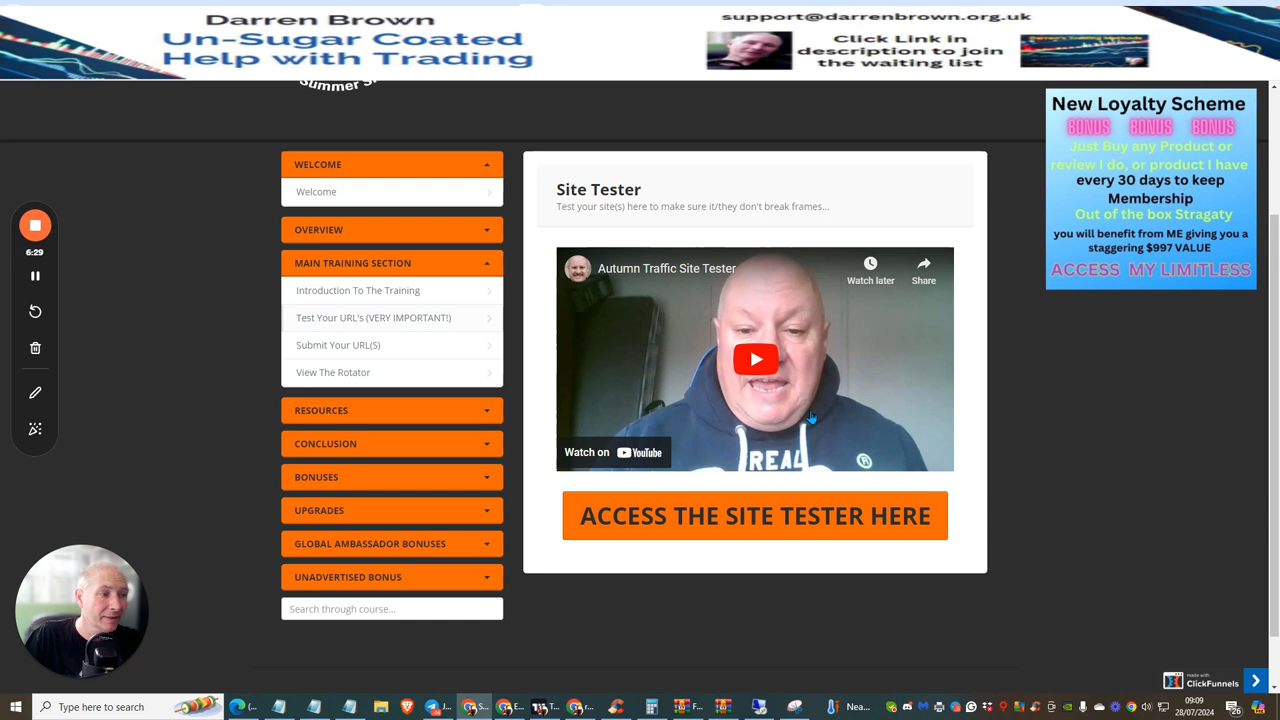 Darren Brown
Un-Sugar Coated
Help with Trading
support@darrenbrown.org.uk
Click Link in
description to join
the waiting list
Summer
New Loyalty Scheme
BONUS BONUS BONUS
Just Buy any Product or
review I do, or product I have
every 30 days to keep
Membership
Out of the box Stragaty
you will benefit from ME giving you a
staggering $997 VALUE
ACCESS MY LIMITLESS
6:29
WELCOME
Welcome
OVERVIEW
MAIN TRAINING SECTION
Introduction To The Training
Test Your URL's (VERY IMPORTANT!)
Submit Your URL(S)
View The Rotator
RESOURCES
CONCLUSION
BONUSES
UPGRADES
GLOBAL AMBASSADOR BONUSES
UNADVERTISED BONUS
Search through course...
Site Tester
Test your site(s) here to make sure it/they don't break frames...
Autumn Traffic Site Tester
Watch later
Share
REAL
Watch on YouTube
ACCESS THE SITE TESTER HERE
made with
ClickFunnels
Type here to search
(...
J...
S...
E...
T...
r...
F...
Nea...
09:09
28/07/2024